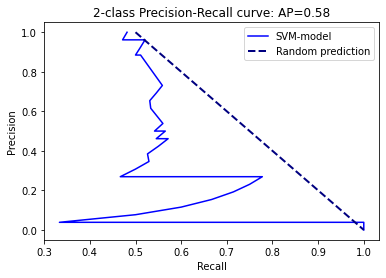 2-class Precision-Recall curve: AP=0.58
SVM-model
Random prediction
Precision
1.0
0.8
0.6
0.4
0.2
0.0
0.3
0.4
0.5
0.6
0.7
0.8
0.9
1.0
Recall